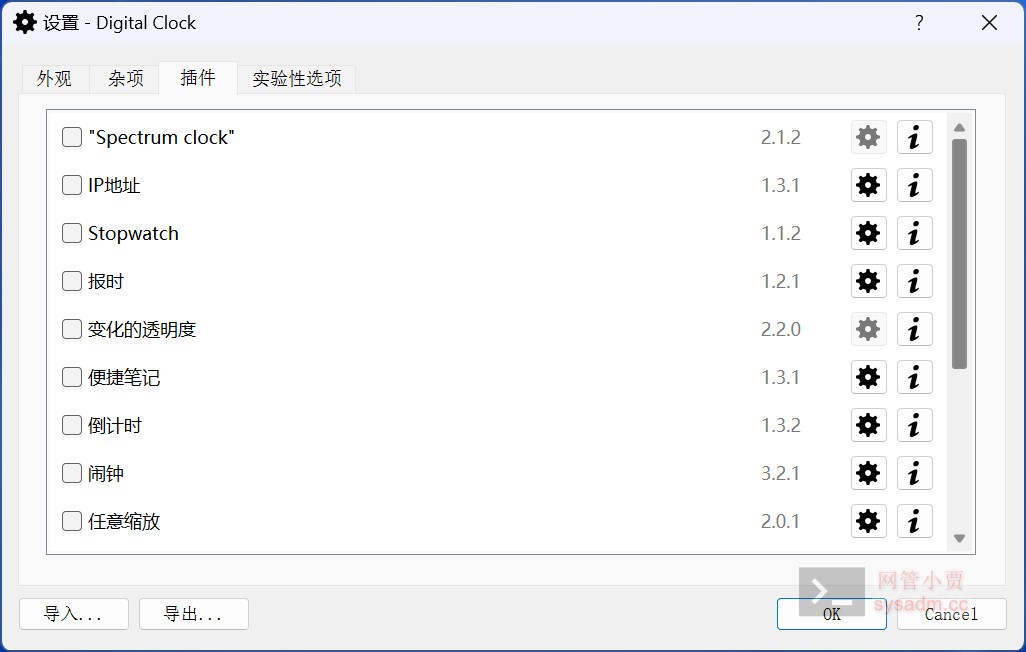 设置 - Digital Clock
?
外观 杂项 插件 实验性选项
"Spectrum clock" 2.1.2 i
IP地址 1.3.1 i
Stopwatch 1.1.2 i
报时 1.2.1 i
变化的透明度 2.2.0 i
便捷笔记 1.3.1 i
倒计时 1.3.2 i
闹钟 3.2.1 i
任意缩放 2.0.1 i
网管小贾
sysadm.cc
导入... 导出... OK Cancel